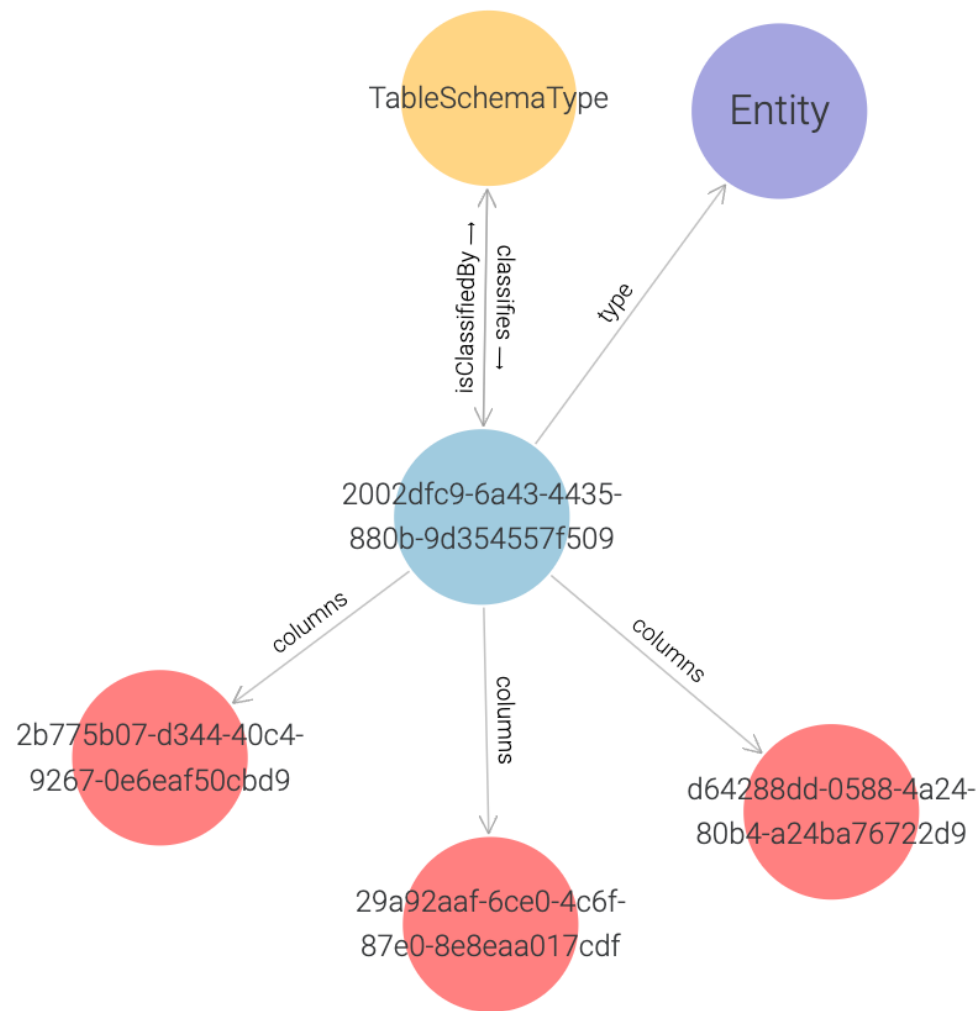 TableSchemaType
Entity
isClassifiedBy →
classifies →
type
2002dfc9-6a43-4435-
880b-9d354557f509
columns
columns
columns
2b775b07-d344-40c4-
9267-0e6eaf50cbd9
d64288dd-0588-4a24-
80b4-a24ba76722d9
29a92aaf-6ce0-4c6f-
87e0-8e8eaa017cdf